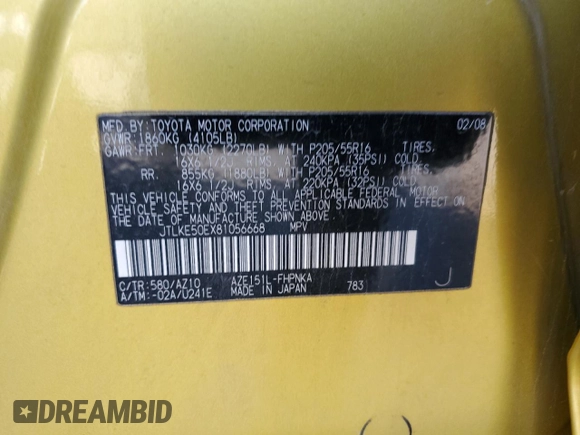 MFD. BY: TOYOTA MOTOR CORPORATION 02/08
GVWR: 1860KG (4105LB)
GAWR: FRT. 1030KG (2270LB) WITH P205/55R16 TIRES,
16X6 1/2J RIMS, AT 240KPA (35PSI) COLD
RR. 855KG (1880LB) WITH P205/55R16 TIRES,
16X6 1/2J RIMS, AT 220KPA (32PSI) COLD
THIS VEHICLE CONFORMS TO ALL APPLICABLE FEDERAL MOTOR
VEHICLE SAFETY AND THEFT PREVENTION STANDARDS IN EFFECT
ON THE DATE OF MANUFACTURE SHOWN ABOVE.
JTLKE50EX81056668 MPV
C/TR:580/AZ10 AZE151L-FHPNKA
A/TM:-02A/U241E MADE IN JAPAN 783 J
DREAMBID